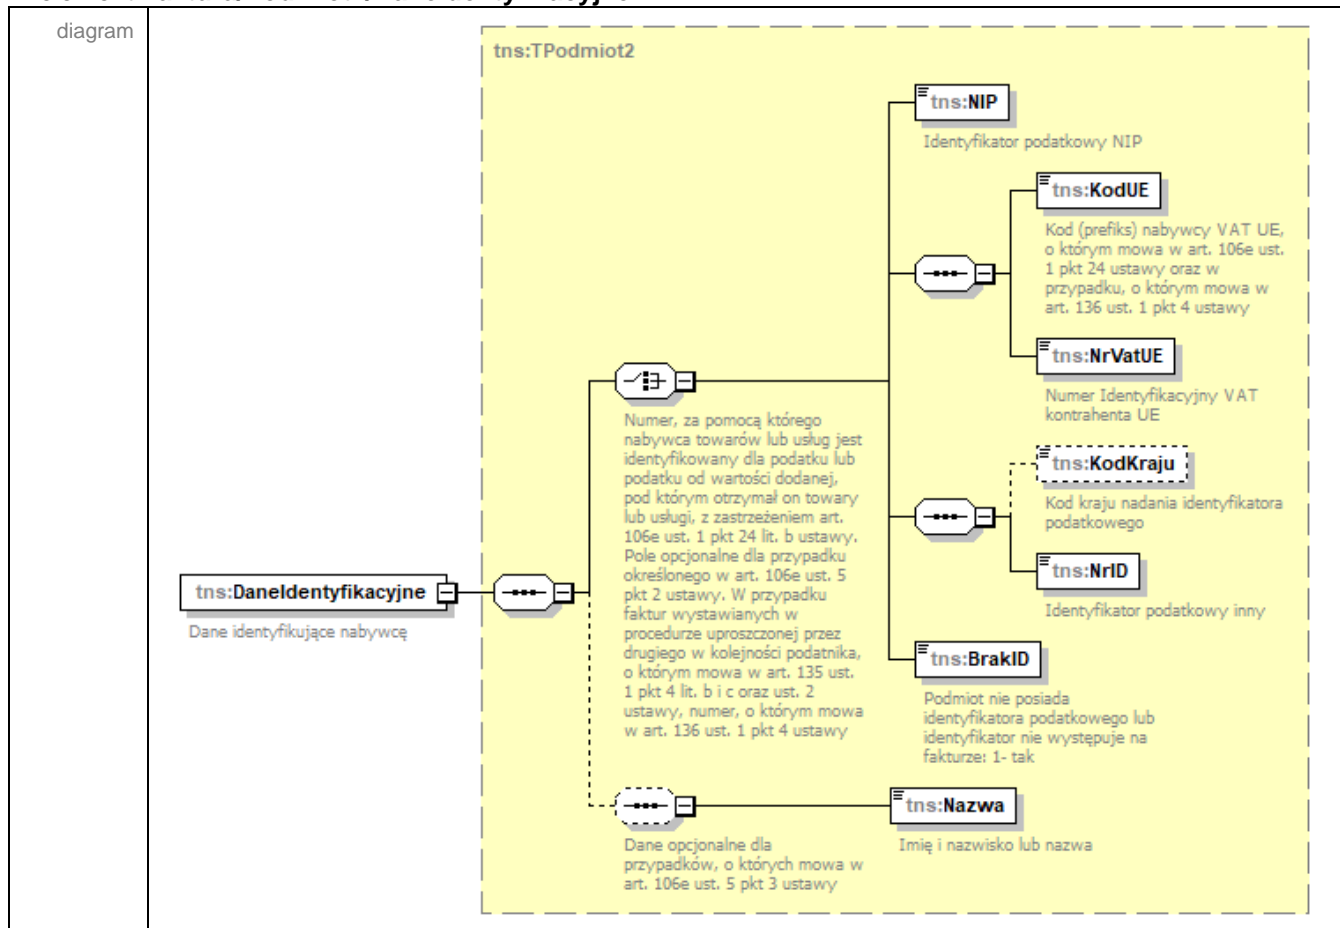 diagram
tns:TPodmiot2
tns:NIP
Identyfikator podatkowy NIP
tns:KodUE
Kod (prefiks) nabywcy VAT UE,
o którym mowa w art. 106e ust.
1 pkt 24 ustawy oraz w
przypadku, o którym mowa w
art. 136 ust. 1 pkt 4 ustawy
tns:NrVatUE
Numer Identyfikacyjny VAT
kontrahenta UE
Numer, za pomocą którego
nabywca towarów lub usług jest
identyfikowany dla podatku lub
podatku od wartości dodanej,
pod którym otrzymał on towary
lub usługi, z zastrzeżeniem art.
106e ust. 1 pkt 24 lit. b ustawy.
Pole opcjonalne dla przypadku
określonego w art. 106e ust. 5
pkt 2 ustawy. W przypadku
faktur wystawianych w
procedurze uproszczonej przez
drugiego w kolejności podatnika,
o którym mowa w art. 135 ust.
1 pkt 4 lit. b i c oraz ust. 2
ustawy, numer, o którym mowa
w art. 136 ust. 1 pkt 4 ustawy
tns:KodKraju
Kod kraju nadania identyfikatora
podatkowego
tns:NrID
Identyfikator podatkowy inny
tns:DaneIdentyfikacyjne
Dane identyfikujące nabywcę
tns:BrakID
Podmiot nie posiada
identyfikatora podatkowego lub
identyfikator nie występuje na
fakturze: 1- tak
tns:Nazwa
Imię i nazwisko lub nazwa
Dane opcjonalne dla
przypadków, o których mowa w
art. 106e ust. 5 pkt 3 ustawy